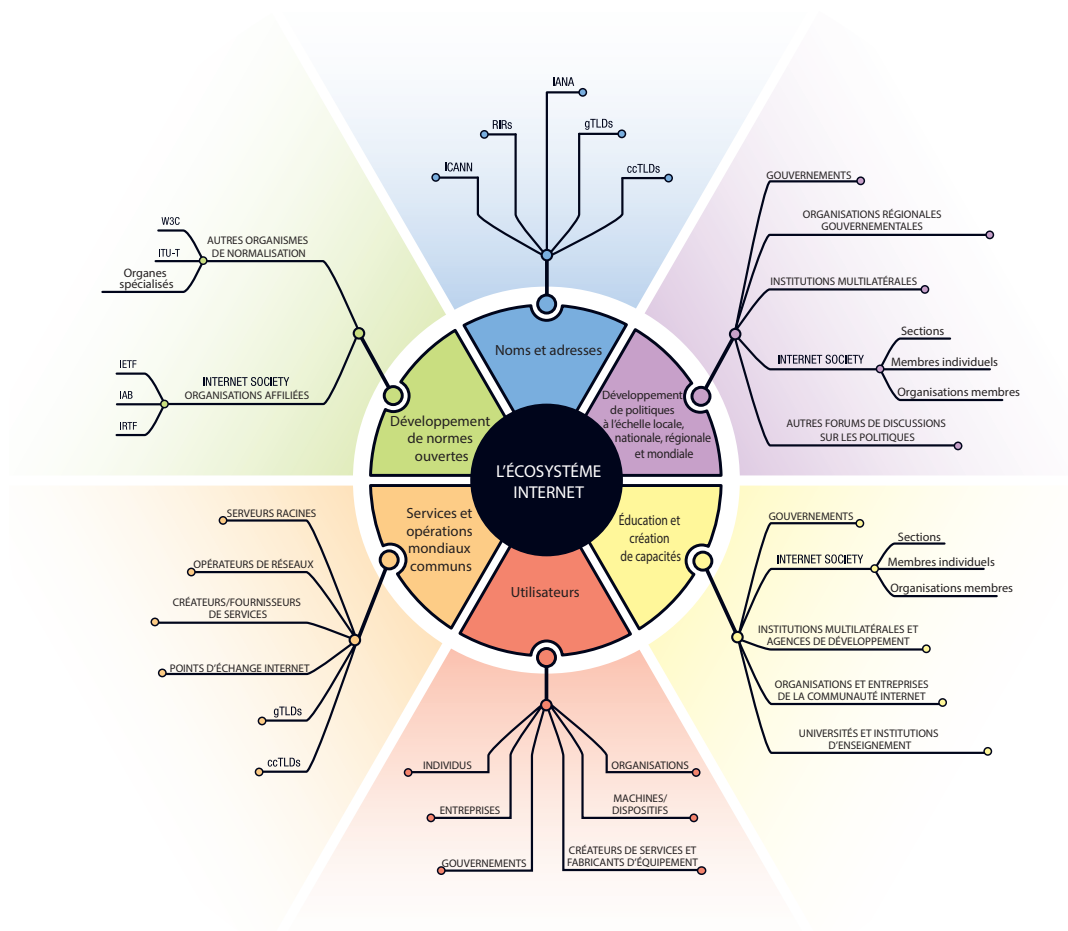 IANA
RIRs
gTLDs
ICANN
ccTLDs
Noms et adresses
GOUVERNEMENTS
ORGANISATIONS RÉGIONALES
GOUVERNEMENTALES
INSTITUTIONS MULTILATÉRALES
INTERNET SOCIETY
Sections
Membres individuels
Organisations membres
AUTRES FORUMS DE DISCUSSIONS
SUR LES POLITIQUES
Développement
de politiques
à l'échelle locale,
nationale, régionale
et mondiale
W3C
ITU-T
Organes
spécialisés
AUTRES ORGANISMES
DE NORMALISATION
IETF
IAB
IRTF
INTERNET SOCIETY
ORGANISATIONS AFFILIÉES
Développement
de normes
ouvertes
L'ÉCOSYSTÉME
INTERNET
Services et
opérations
mondiaux
communs
SERVEURS RACINES
OPÉRATEURS DE RÉSEAUX
CRÉATEURS/FOURNISSEURS
DE SERVICES
POINTS D'ÉCHANGE INTERNET
gTLDs
ccTLDs
Utilisateurs
INDIVIDUS
ENTREPRISES
GOUVERNEMENTS
ORGANISATIONS
MACHINES/
DISPOSITIFS
CRÉATEURS DE SERVICES ET
FABRICANTS D'ÉQUIPEMENT
Éducation et
création
de capacités
GOUVERNEMENTS
INTERNET SOCIETY
Sections
Membres individuels
Organisations membres
INSTITUTIONS MULTILATÉRALES ET
AGENCES DE DÉVELOPPEMENT
ORGANISATIONS ET ENTREPRISES
DE LA COMMUNAUTÉ INTERNET
UNIVERSITÉS ET INSTITUTIONS
D'ENSEIGNEMENT